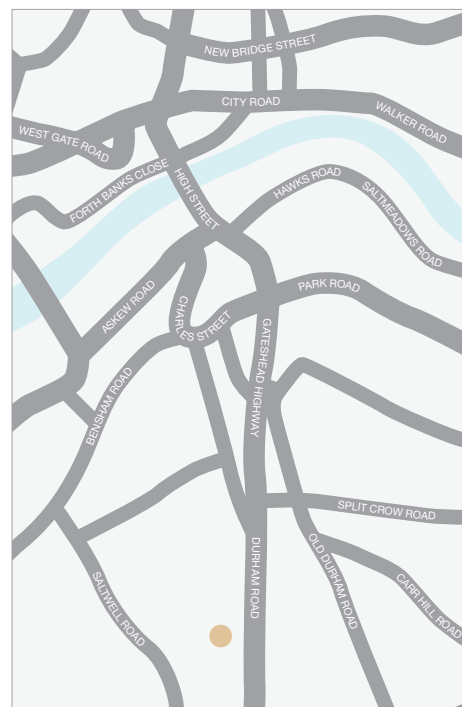 NEW BRIDGE STREET
CITY ROAD
WALKER ROAD
WEST GATE ROAD
FORTH BANKS CLOSE
HIGH STREET
HAWKS ROAD
SALTMEADOWS ROAD
ASKEW ROAD
CHARLES STREET
PARK ROAD
GATESHEAD HIGHWAY
BENSHAM ROAD
SPLIT CROW ROAD
DURHAM ROAD
OLD DURHAM ROAD
CARR HILL ROAD
SALTWELL ROAD